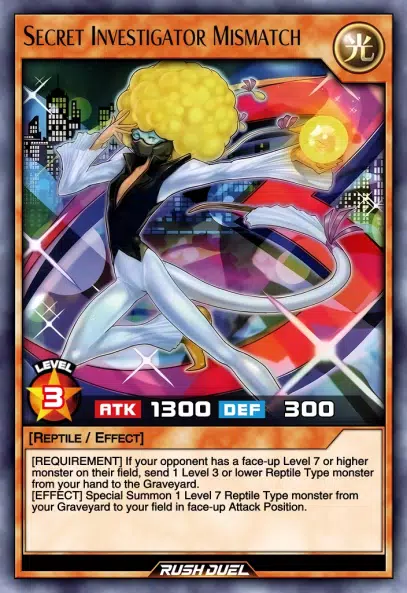 Secret Investigator Mismatch
光
LEVEL
3
ATK 1300 DEF 300
[Reptile / Effect]
[REQUIREMENT] If your opponent has a face-up Level 7 or higher
monster on their field, send 1 Level 3 or lower Reptile Type monster
from your hand to the Graveyard.
[EFFECT] Special Summon 1 Level 7 Reptile Type monster from
your Graveyard to your field in face-up Attack Position.
RUSH DUEL